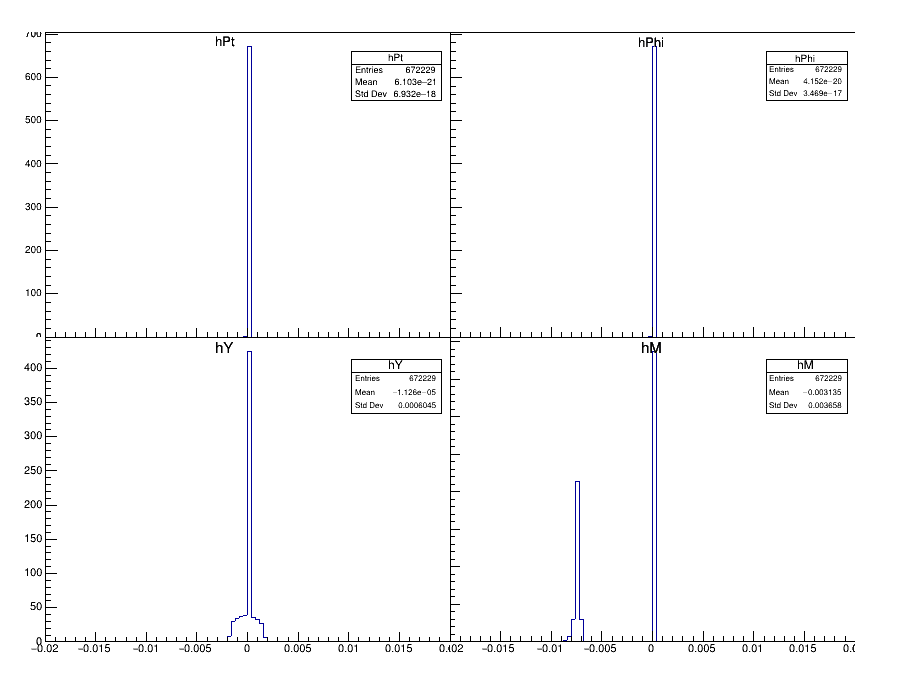 hPt
hPt
Entries 672229
Mean 6.103e−21
Std Dev 6.932e−18
700
600
500
400
300
200
100
0
hPhi
hPhi
Entries 672229
Mean 4.152e−20
Std Dev 3.469e−17
hY
hY
Entries 672229
Mean −1.126e−05
Std Dev 0.0006045
400
350
300
250
200
150
100
50
0
−0.02 −0.015 −0.01 −0.005 0 0.005 0.01 0.015
hM
hM
Entries 672229
Mean −0.003135
Std Dev 0.003658
−0.015 −0.01 −0.005 0 0.005 0.01 0.015